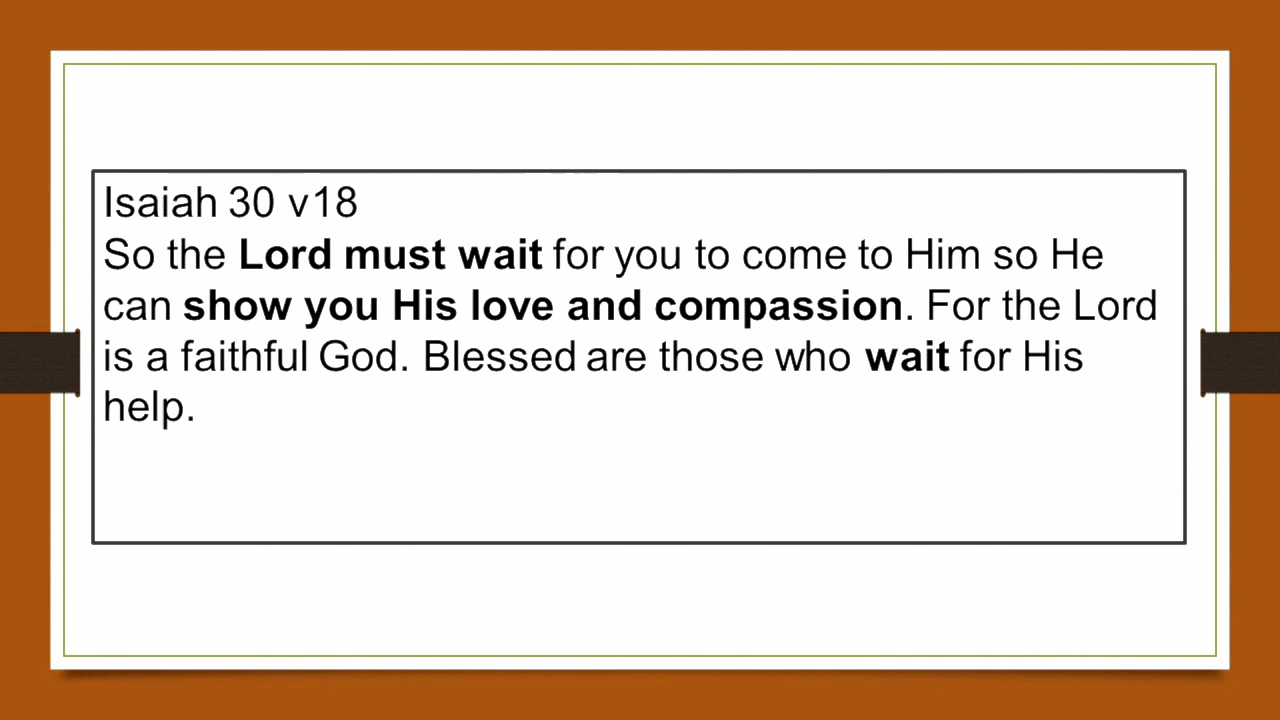 Isaiah 30 v18
So the Lord must wait for you to come to Him so He
can show you His love and compassion. For the Lord
is a faithful God. Blessed are those who wait for His
help.